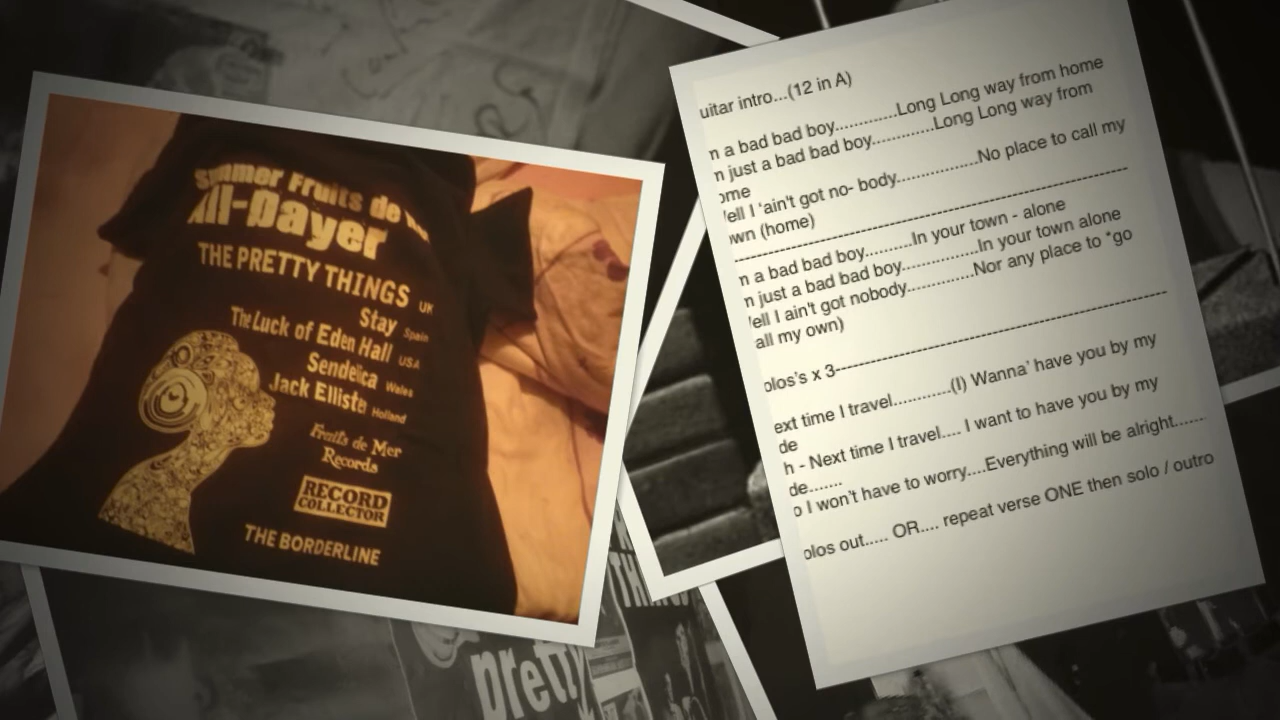 Summer Fruits de
All-Dayer
THE PRETTY THINGS UK
Stay Spain
The Luck of Eden Hall USA
Sendelica Wales
Jack Ellister Holland
Fruits de Mer
Records
RECORD
COLLECTOR
THE BORDERLINE
pretty
uitar intro...(12 in A)
n a bad bad boy.............Long Long way from home
n just a bad bad boy.............Long Long way from
ome
ell I 'ain't got no- body.................No place to call my
wn (home)
n a bad bad boy..........In your town - alone
n just a bad bad boy................In your town alone
ell I ain't got nobody..............Nor any place to *go
all my own)
olos's x 3
ext time I travel............(I) Wanna' have you by my
de
h - Next time I travel.... I want to have you by my
de.......
o I won't have to worry....Everything will be alright.......
olos out..... OR.... repeat verse ONE then solo / outro